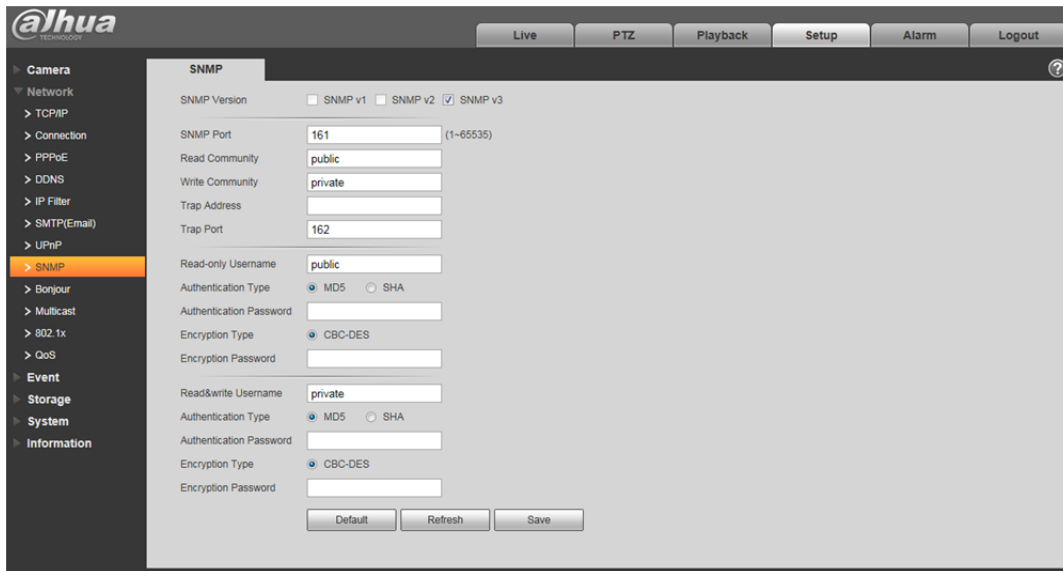 alhua
TECHNOLOGY
Live PTZ Playback Setup Alarm Logout
Camera
Network
> TCP/IP
> Connection
> PPPoE
> DDNS
> IP Filter
> SMTP(Email)
> UPnP
> SNMP
> Bonjour
> Multicast
> 802.1x
> QoS
Event
Storage
System
Information
SNMP ?
SNMP Version SNMP v1 SNMP v2 SNMP v3
SNMP Port 161 (1~65535)
Read Community public
Write Community private
Trap Address
Trap Port 162
Read-only Username public
Authentication Type MD5 SHA
Authentication Password
Encryption Type CBC-DES
Encryption Password
Read&write Username private
Authentication Type MD5 SHA
Authentication Password
Encryption Type CBC-DES
Encryption Password
Default Refresh Save